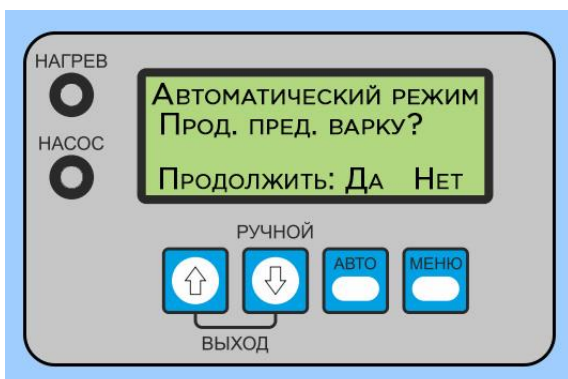 НАГРЕВ
НАСОС
Автоматический режим
Прод. пред. варку?
Продолжить: Да Нет
РУЧНОЙ
АВТО
МЕНЮ
ВЫХОД